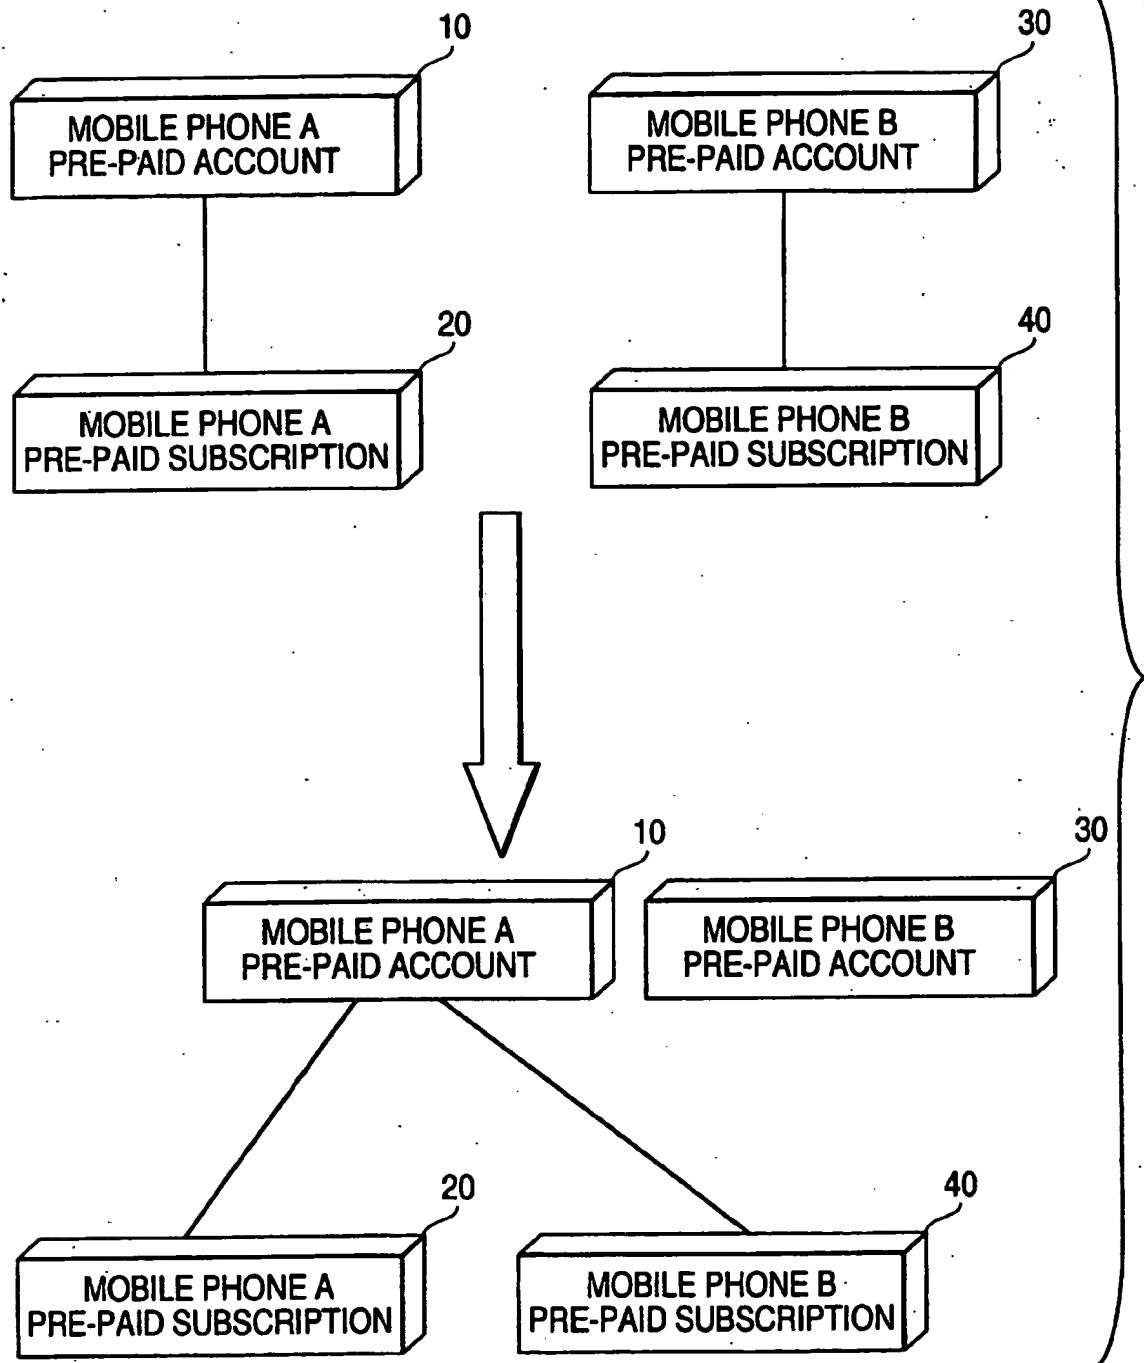 10
30
MOBILE PHONE A
PRE-PAID ACCOUNT
MOBILE PHONE B
PRE-PAID ACCOUNT
20
40
MOBILE PHONE A
PRE-PAID SUBSCRIPTION
MOBILE PHONE B
PRE-PAID SUBSCRIPTION
10
30
MOBILE PHONE A
PRE-PAID ACCOUNT
MOBILE PHONE B
PRE-PAID ACCOUNT
20
40
MOBILE PHONE A
PRE-PAID SUBSCRIPTION
MOBILE PHONE B
PRE-PAID SUBSCRIPTION